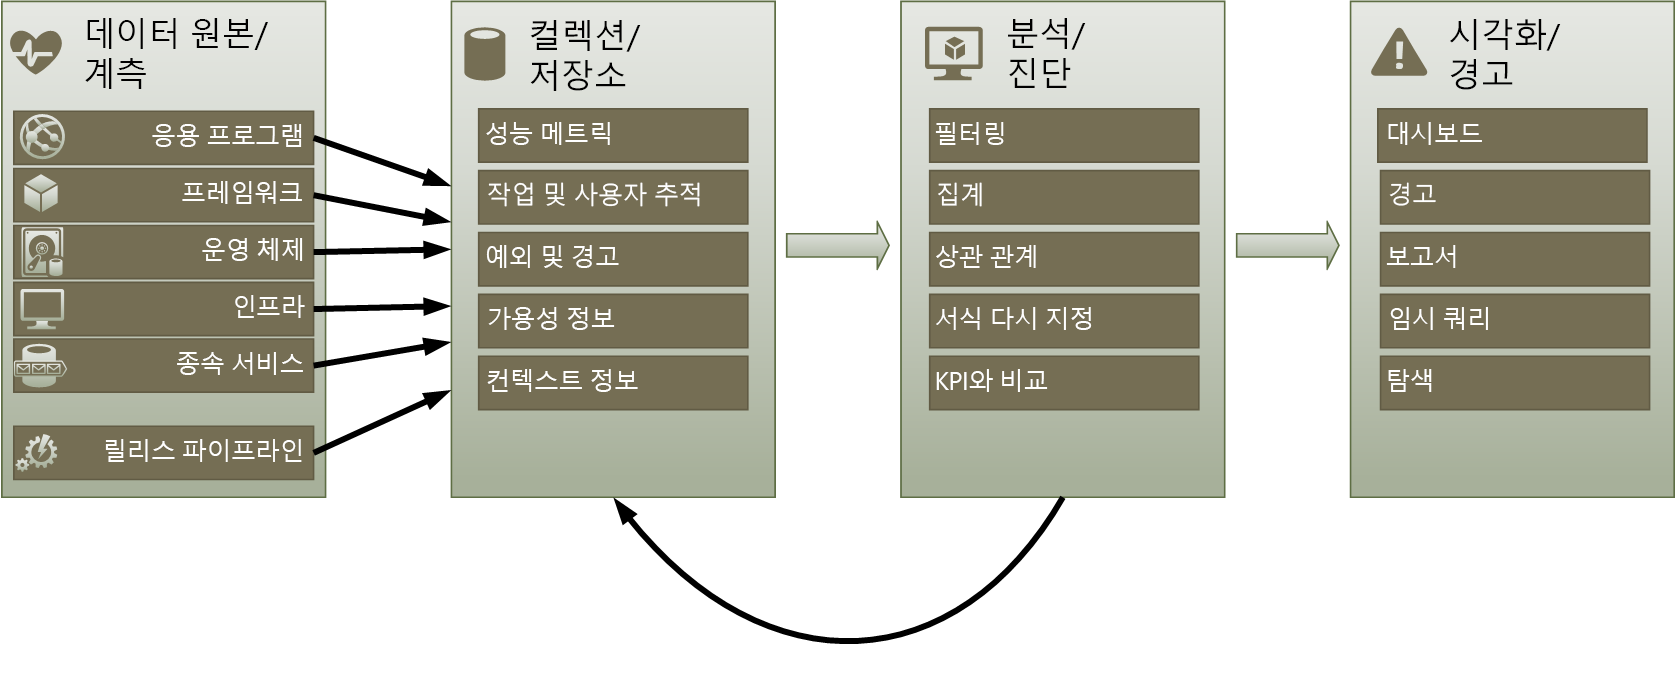 데이터 원본/
계측
응용 프로그램
프레임워크
운영 체제
인프라
종속 서비스
릴리스 파이프라인
컬렉션/
저장소
성능 메트릭
작업 및 사용자 추적
예외 및 경고
가용성 정보
컨텍스트 정보
분석/
진단
필터링
집계
상관 관계
서식 다시 지정
KPI와 비교
시각화/
경고
대시보드
경고
보고서
임시 쿼리
탐색